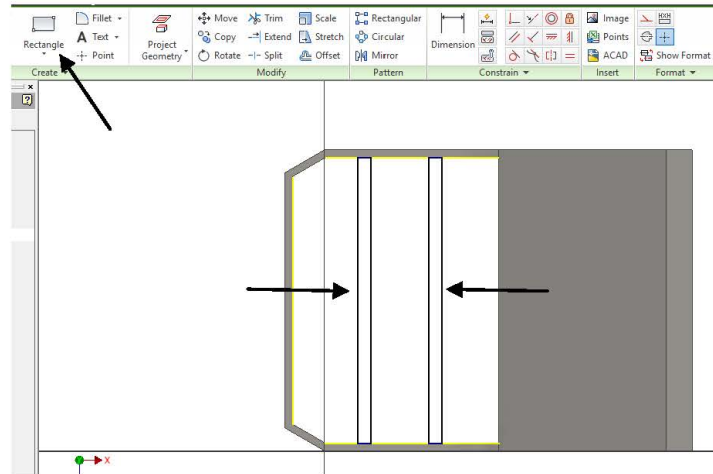 Rectangle
Fillet
Text
Point
Create
Project
Geometry
Move
Copy
Rotate
Trim
Extend
Split
Scale
Stretch
Offset
Modify
Rectangular
Circular
Mirror
Pattern
Dimension
Constrain
Image
Points
ACAD
Insert
Show Format
Format
X